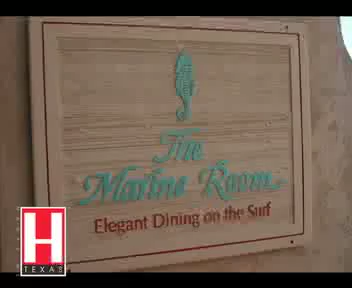 The
Marine Room
Elegant Dining on the Surf
H
TEXAS